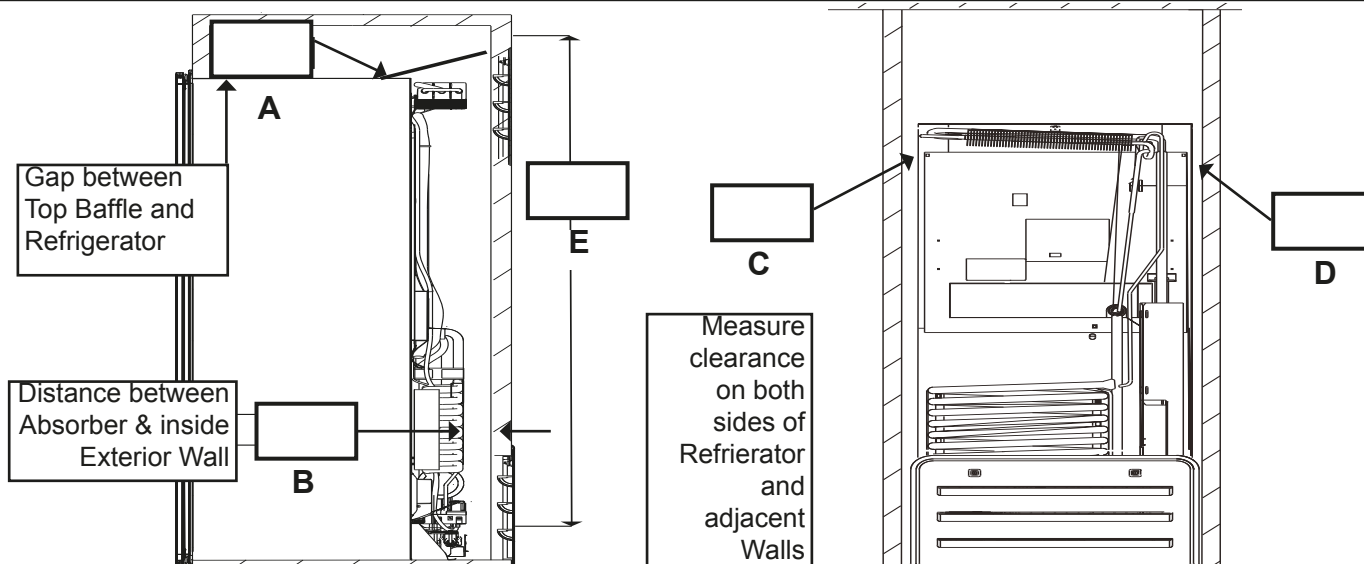 A
Gap between
Top Baffle and
Refrigerator
E
Distance between
Absorber & inside
Exterior Wall
B
C
D
Measure
clearance
on both
sides of
Refrierator
and
adjacent
Walls